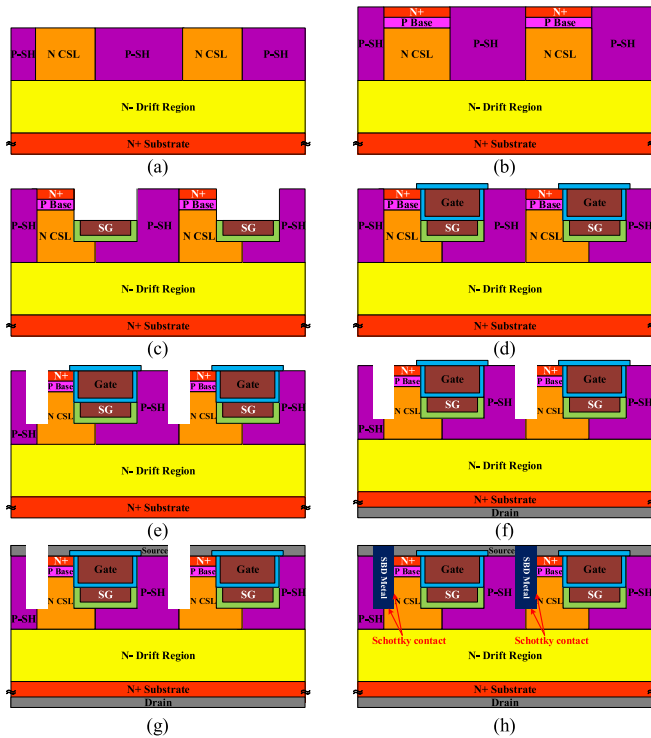 P-SH N CSL P-SH N CSL P-SH
N- Drift Region
N+ Substrate
(a)
N+ N+
P Base P Base
P-SH N CSL P-SH N CSL P-SH
N- Drift Region
N+ Substrate
(b)
N+ N+
P Base P Base
P-SH N CSL SG P-SH N CSL SG P-SH
N- Drift Region
N+ Substrate
(c)
N+ Gate N+ Gate
P Base P Base
P-SH N CSL SG P-SH N CSL SG P-SH
N- Drift Region
N+ Substrate
(d)
N+ Gate N+ Gate
P Base P Base
P-SH N CSL SG P-SH N CSL SG P-SH
N- Drift Region
N+ Substrate
(e)
N+ Gate N+ Gate
P Base P Base
P-SH N CSL SG P-SH N CSL SG P-SH
N- Drift Region
N+ Substrate
Drain
(f)
Source
N+ Gate N+ Gate
P Base P Base
P-SH N CSL SG P-SH N CSL SG P-SH
N- Drift Region
N+ Substrate
Drain
(g)
Source
SBD Metal N+ Gate SBD Metal N+ Gate
P Base P Base
P-SH N CSL SG P-SH N CSL SG P-SH
Schottky contact Schottky contact
N- Drift Region
N+ Substrate
Drain
(h)